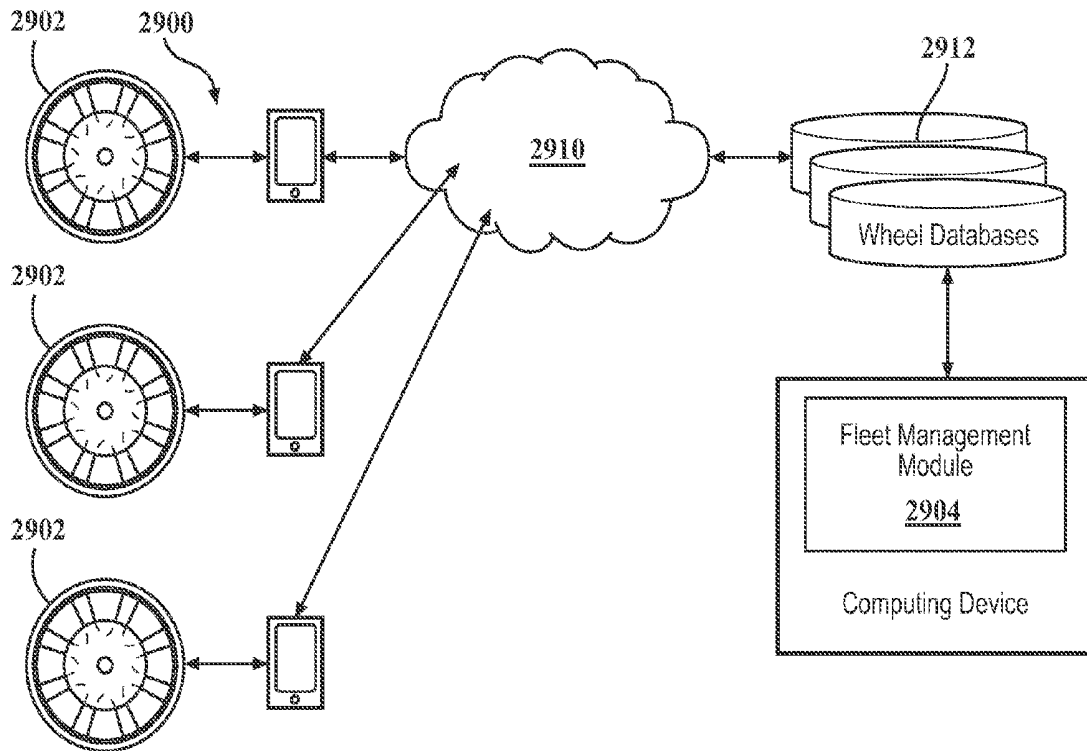 2902
2900
2912
2910
Wheel Databases
2902
Fleet Management
Module
2904
2902
Computing Device